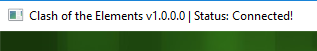 Clash of the Elements v1.0.0.0 | Status: Connected!